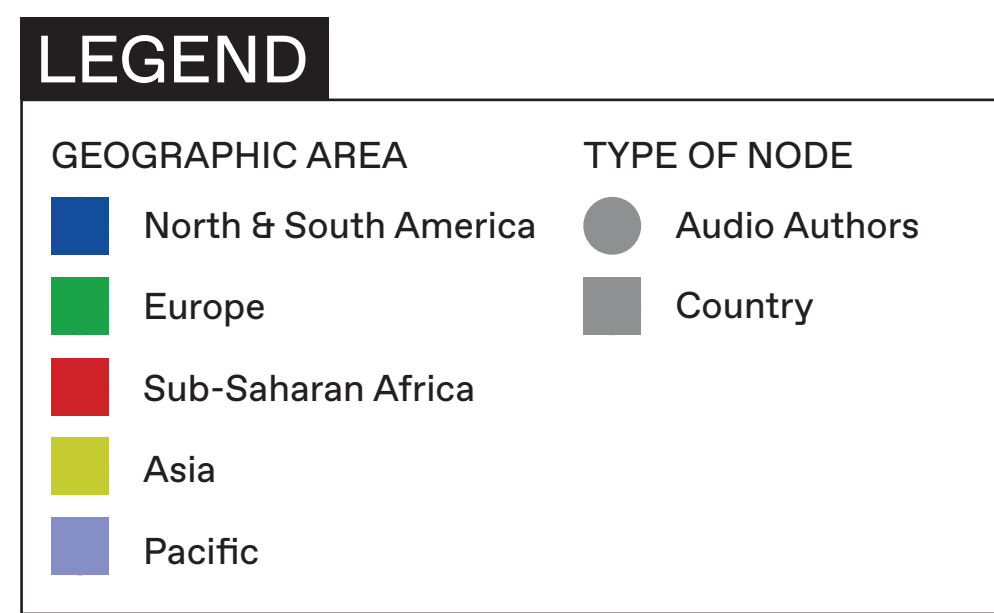 LEGEND
GEOGRAPHIC AREA
North & South America
Europe
Sub-Saharan Africa
Asia
Pacific
TYPE OF NODE
Audio Authors
Country